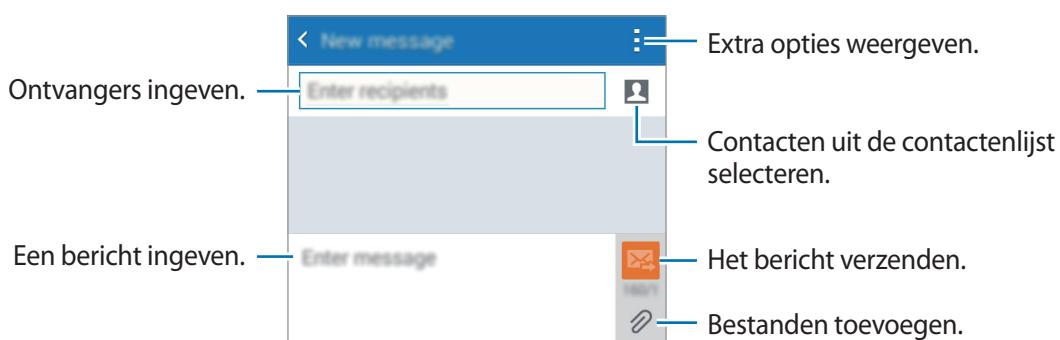 New message
Extra opties weergeven.
Ontvangers ingeven.
Enter recipients
Contacten uit de contactenlijst
selecteren.
Een bericht ingeven.
Enter message
Het bericht verzenden.
160/1
Bestanden toevoegen.